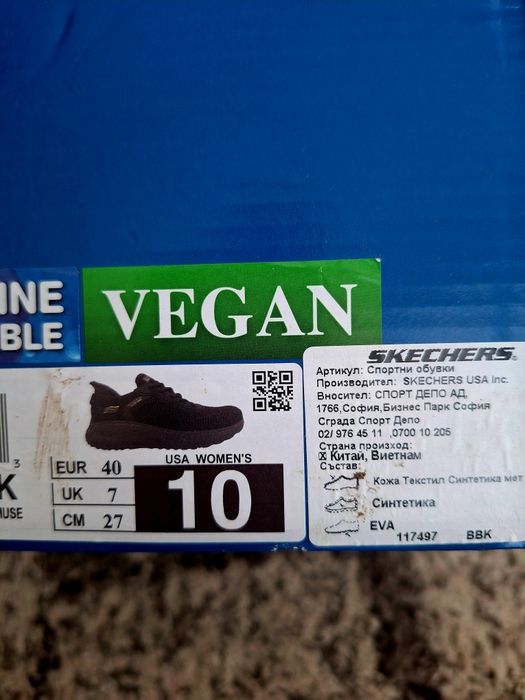 INE
BLE
VEGAN
3
K
MUSE
EUR 40
UK 7
CM 27
USA WOMEN'S
10
SKECHERS
Артикул: Спортни обувки
Производител: SKECHERS USA Inc.
Вносител: СПОРТ ДЕПО АД,
1766,София,Бизнес Парк София
Сграда Спорт Депо
02/ 976 45 11 ,0700 10 205
Страна произход:
Китай, Виетнам
Състав:
Кожа Текстил Синтетика мет
Синтетика
EVA
117497 BBK